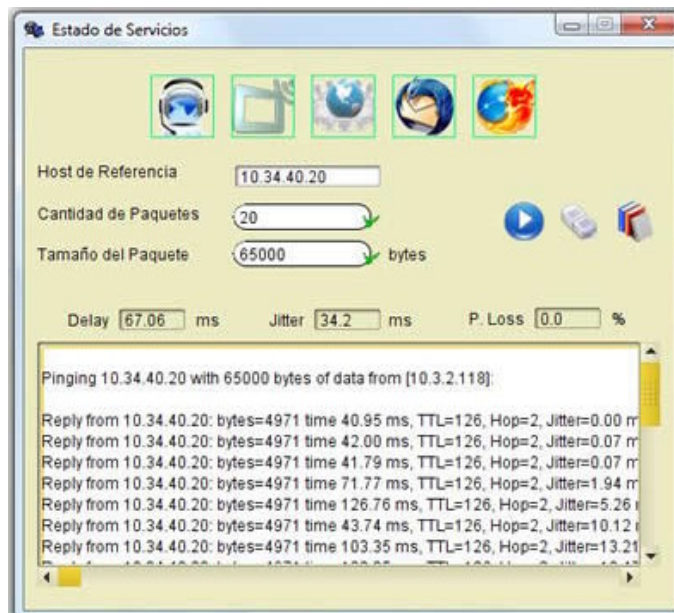 Estado de Servicios
Host de Referencia 10.34.40.20
Cantidad de Paquetes 20
Tamaño del Paquete 65000 bytes
Delay 67.06 ms Jitter 34.2 ms P. Loss 0.0 %
Pinging 10.34.40.20 with 65000 bytes of data from [10.3.2.118]:
Reply from 10.34.40.20: bytes=4971 time 40.95 ms, TTL=126, Hop=2, Jitter=0.00 m
Reply from 10.34.40.20: bytes=4971 time 42.00 ms, TTL=126, Hop=2, Jitter=0.07 m
Reply from 10.34.40.20: bytes=4971 time 41.79 ms, TTL=126, Hop=2, Jitter=0.07 m
Reply from 10.34.40.20: bytes=4971 time 71.77 ms, TTL=126, Hop=2, Jitter=1.94 m
Reply from 10.34.40.20: bytes=4971 time 126.76 ms, TTL=126, Hop=2, Jitter=5.26
Reply from 10.34.40.20: bytes=4971 time 43.74 ms, TTL=126, Hop=2, Jitter=10.12
Reply from 10.34.40.20: bytes=4971 time 103.35 ms, TTL=126, Hop=2, Jitter=13.21